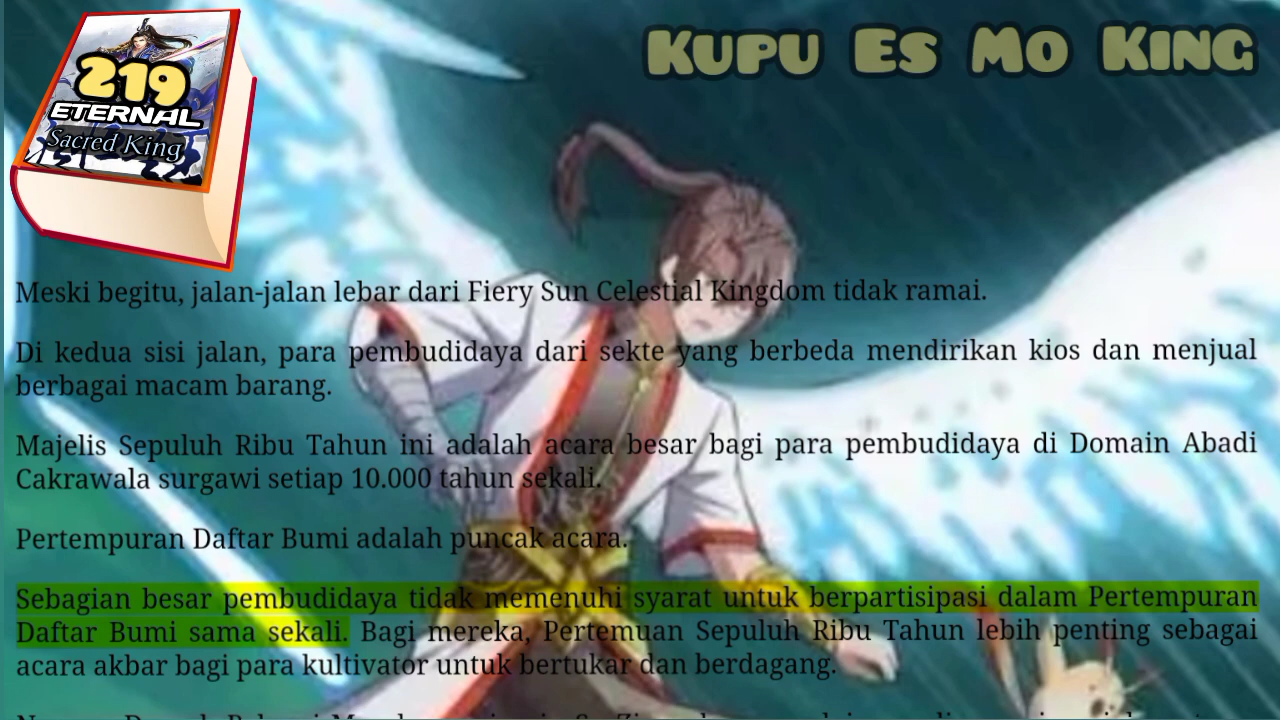 219
ETERNAL
Sacred King
KUPU ES MO KING
Meski begitu, jalan-jalan lebar dari Fiery Sun Celestial Kingdom tidak ramai.
Di kedua sisi jalan, para pembudidaya dari sekte yang berbeda mendirikan kios dan menjual
berbagai macam barang.
Majelis Sepuluh Ribu Tahun ini adalah acara besar bagi para pembudidaya di Domain Abadi
Cakrawala surgawi setiap 10.000 tahun sekali.
Pertempuran Daftar Bumi adalah puncak acara.
Sebagian besar pembudidaya tidak memenuhi syarat untuk berpartisipasi dalam Pertempuran
Daftar Bumi sama sekali. Bagi mereka, Pertemuan Sepuluh Ribu Tahun lebih penting sebagai
acara akbar bagi para kultivator untuk bertukar dan berdagang.